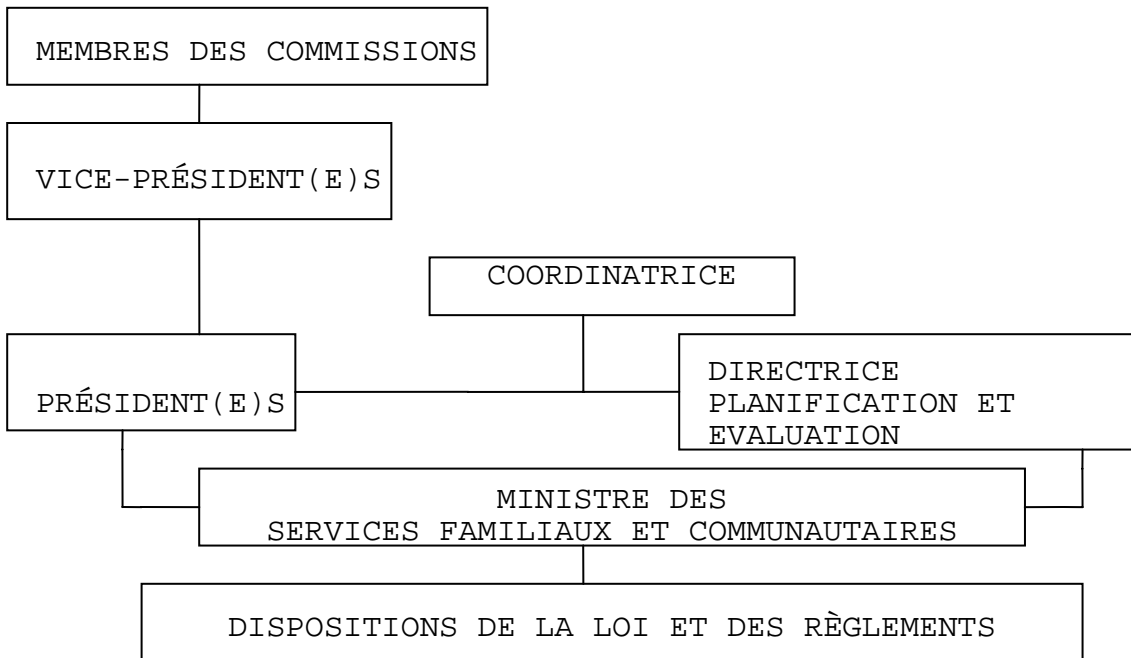 MEMBRES DES COMMISSIONS
VICE-PRÉSIDENT(E)S
COORDINATRICE
PRÉSIDENT(E)S
DIRECTRICE
PLANIFICATION ET
EVALUATION
MINISTRE DES
SERVICES FAMILIAUX ET COMMUNAUTAIRES
DISPOSITIONS DE LA LOI ET DES RÈGLEMENTS